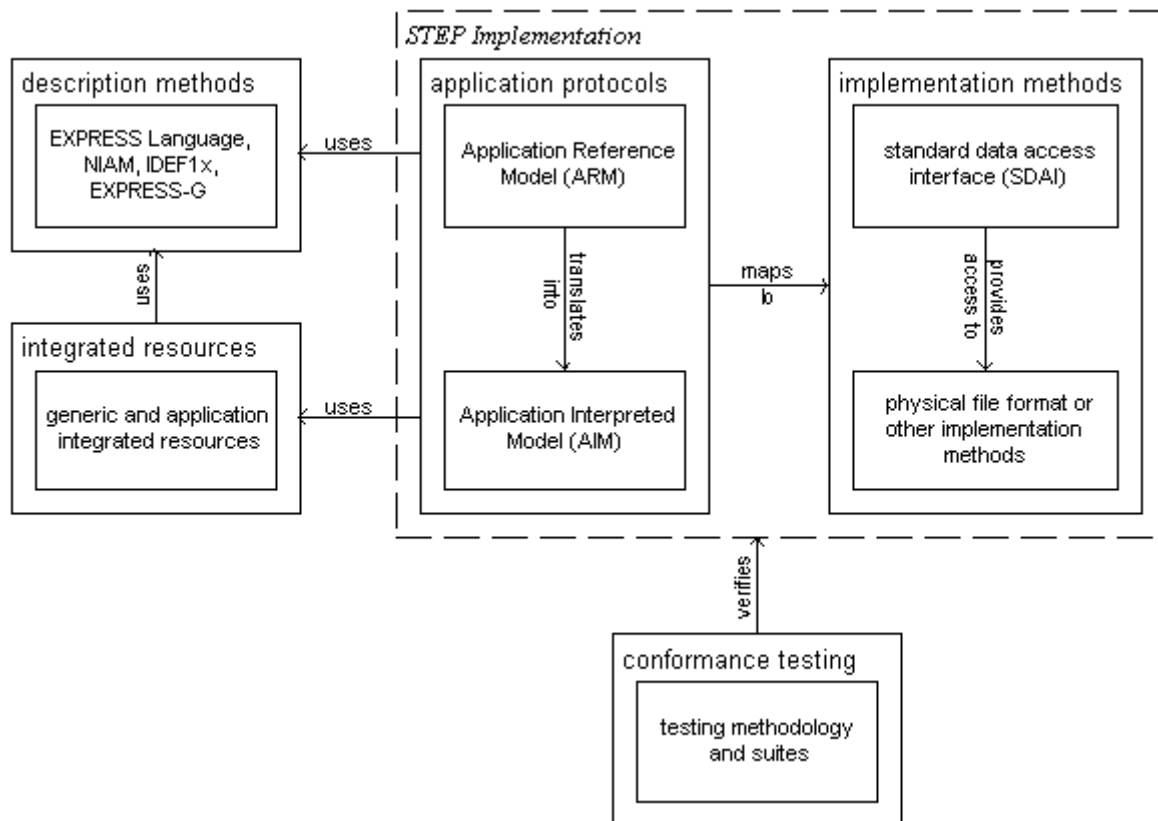 STEP Implementation
description methods
EXPRESS Language,
NIAM, IDEF1x,
EXPRESS-G
uses
application protocols
Application Reference
Model (ARM)
translates
into
Application Interpreted
Model (AIM)
maps
to
implementation methods
standard data access
interface (SDAI)
provides
access to
physical file format or
other implementation
methods
uses
integrated resources
generic and application
integrated resources
uses
verifies
conformance testing
testing methodology
and suites